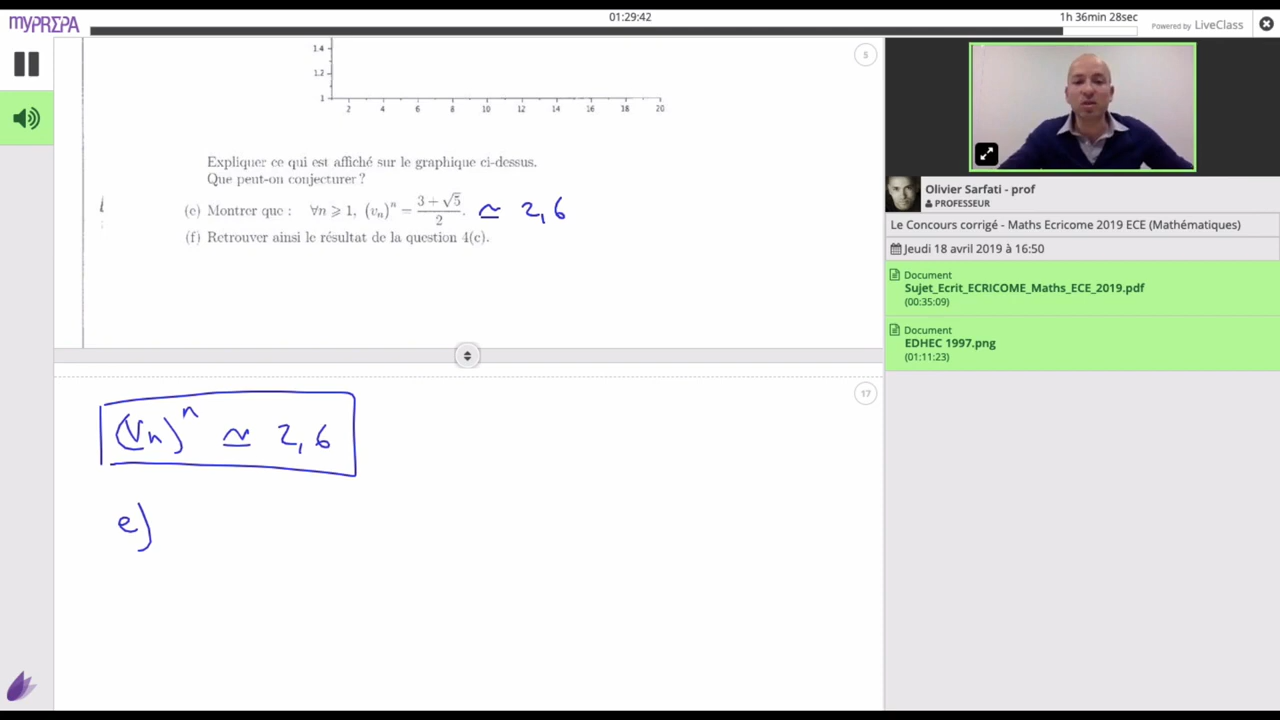 MYPRΣPA
01:29:42
1h 36min 28sec
Powered by LiveClass
1.4
1.2
1
2 4 6 8 10 12 14 16 18 20
5
Expliquer ce qui est affiché sur le graphique ci-dessus.
Que peut-on conjecturer ?
(e) Montrer que : ∀n ⩾ 1, (vₙ)ⁿ = (3 + √5)/2. ≃ 2,6
(f) Retrouver ainsi le résultat de la question 4(c).
17
(Vn)ⁿ ≃ 2,6
e)
Olivier Sarfati - prof
PROFESSEUR
Le Concours corrigé - Maths Ecricome 2019 ECE (Mathématiques)
Jeudi 18 avril 2019 à 16:50
Document
Sujet_Ecrit_ECRICOME_Maths_ECE_2019.pdf
(00:35:09)
Document
EDHEC 1997.png
(01:11:23)